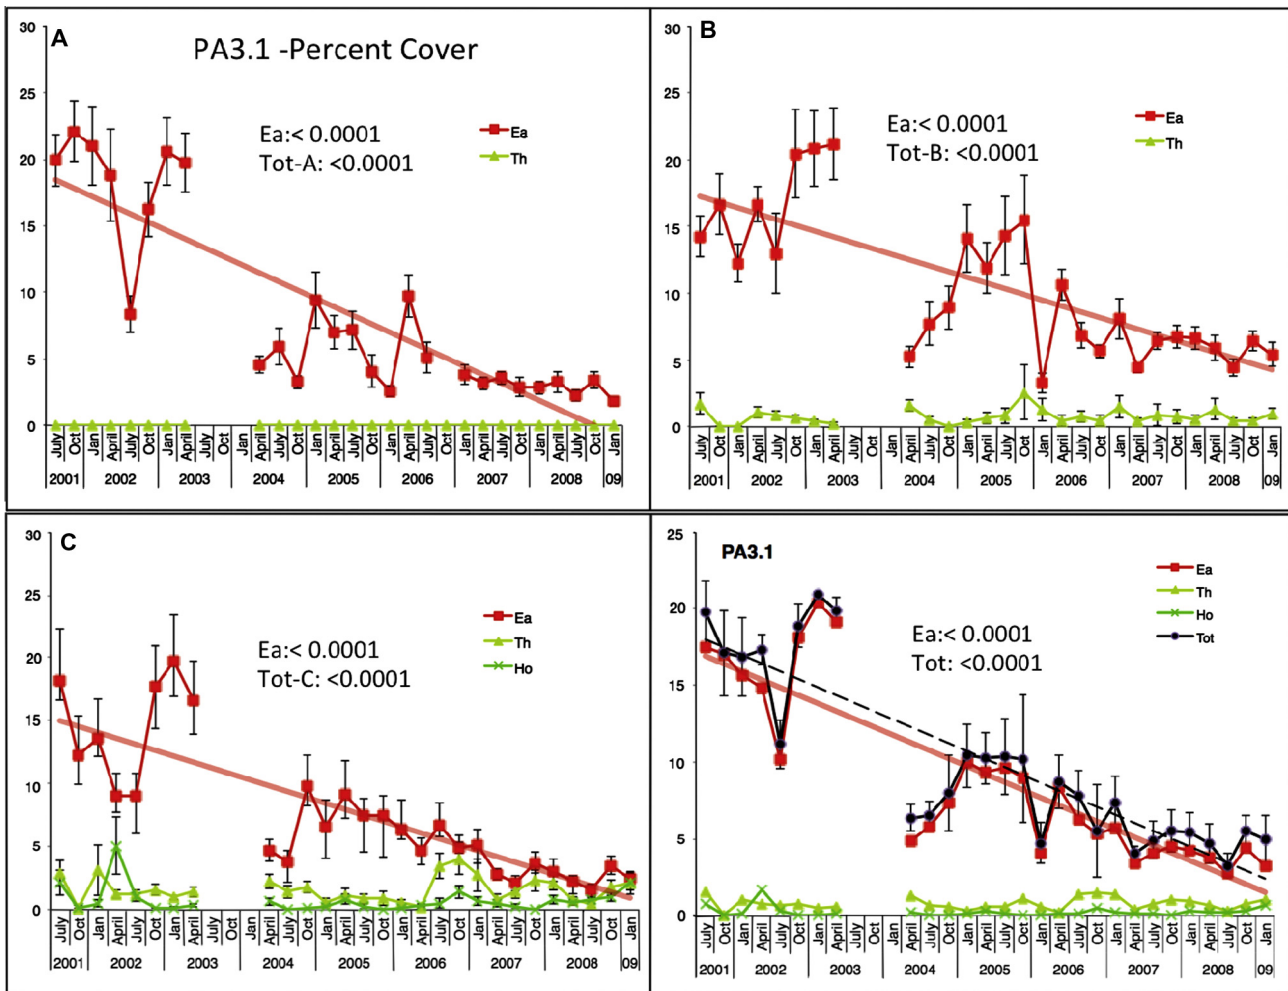 A
PA3.1 -Percent Cover
30
25
20
15
10
5
0
Ea:< 0.0001
Tot-A: <0.0001
Ea
Th
July Oct Jan April July Oct Jan April July Oct Jan April July Oct Jan April July Oct Jan April July Oct Jan April July Oct Jan April July Oct Jan
2001 2002 2003 2004 2005 2006 2007 2008 09
B
30
25
20
15
10
5
0
Ea:< 0.0001
Tot-B: <0.0001
Ea
Th
July Oct Jan April July Oct Jan April July Oct Jan April July Oct Jan April July Oct Jan April July Oct Jan April July Oct Jan April July Oct Jan
2001 2002 2003 2004 2005 2006 2007 2008 09
C
30
25
20
15
10
5
0
Ea:< 0.0001
Tot-C: <0.0001
Ea
Th
Ho
July Oct Jan April July Oct Jan April July Oct Jan April July Oct Jan April July Oct Jan April July Oct Jan April July Oct Jan April July Oct Jan
2001 2002 2003 2004 2005 2006 2007 2008 09
PA3.1
25
20
15
10
5
0
Ea:< 0.0001
Tot: <0.0001
Ea
Th
Ho
Tot
July Oct Jan April July Oct Jan April July Oct Jan April July Oct Jan April July Oct Jan April July Oct Jan April July Oct Jan April July Oct Jan
2001 2002 2003 2004 2005 2006 2007 2008 09